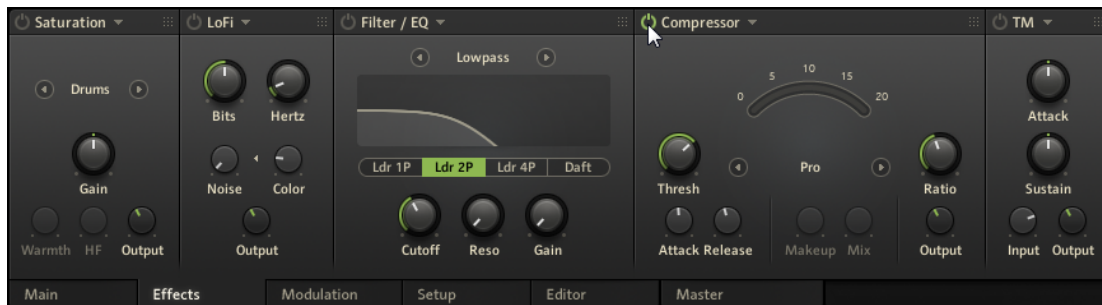 Saturation
LoFi
Filter / EQ
Compressor
TM
Drums
Gain
Warmth
HF
Output
Bits
Hertz
Noise
Color
Output
Lowpass
Ldr 1P
Ldr 2P
Ldr 4P
Daft
Cutoff
Reso
Gain
0
5
10
15
20
Thresh
Pro
Ratio
Attack
Release
Makeup
Mix
Output
Attack
Sustain
Input
Output
Main
Effects
Modulation
Setup
Editor
Master